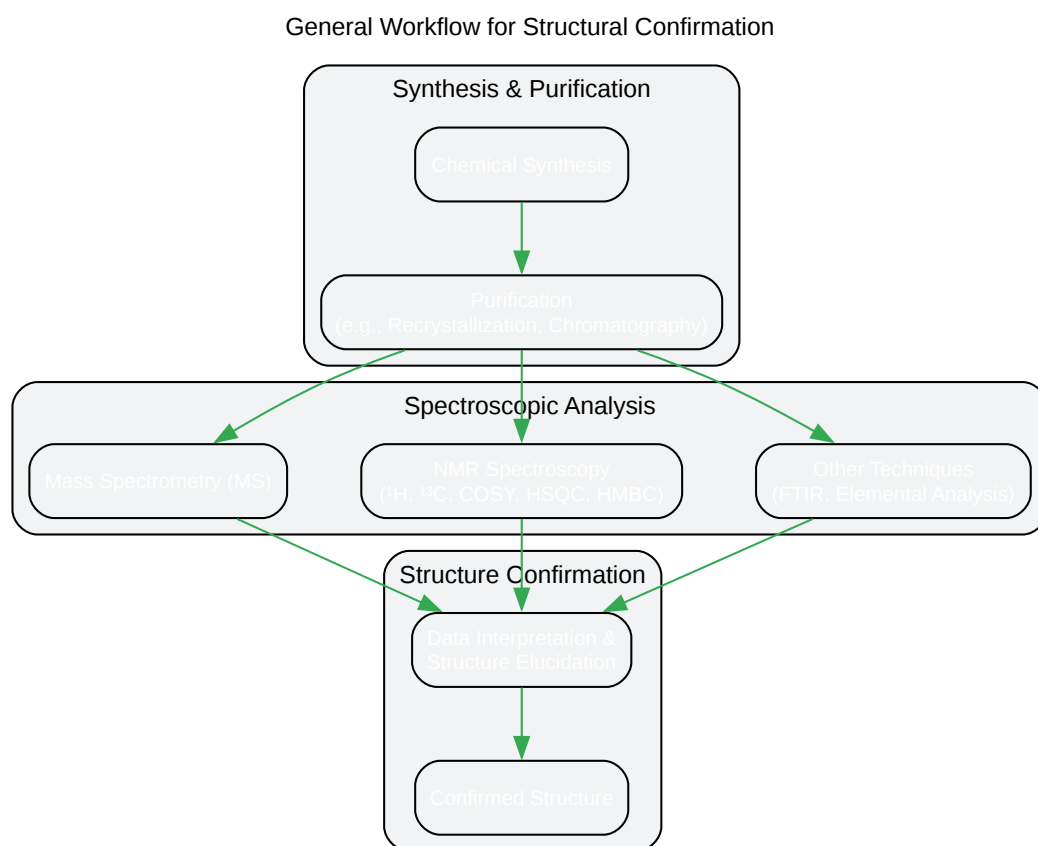 General Workflow for Structural Confirmation
Synthesis & Purification
Chemical Synthesis
Purification
(e.g., Recrystallization, Chromatography)
Spectroscopic Analysis
Mass Spectrometry (MS)
NMR Spectroscopy
(¹H, ¹³C, COSY, HSQC, HMBC)
Other Techniques
(FTIR, Elemental Analysis)
Structure Confirmation
Data Interpretation &
Structure Elucidation
Confirmed Structure